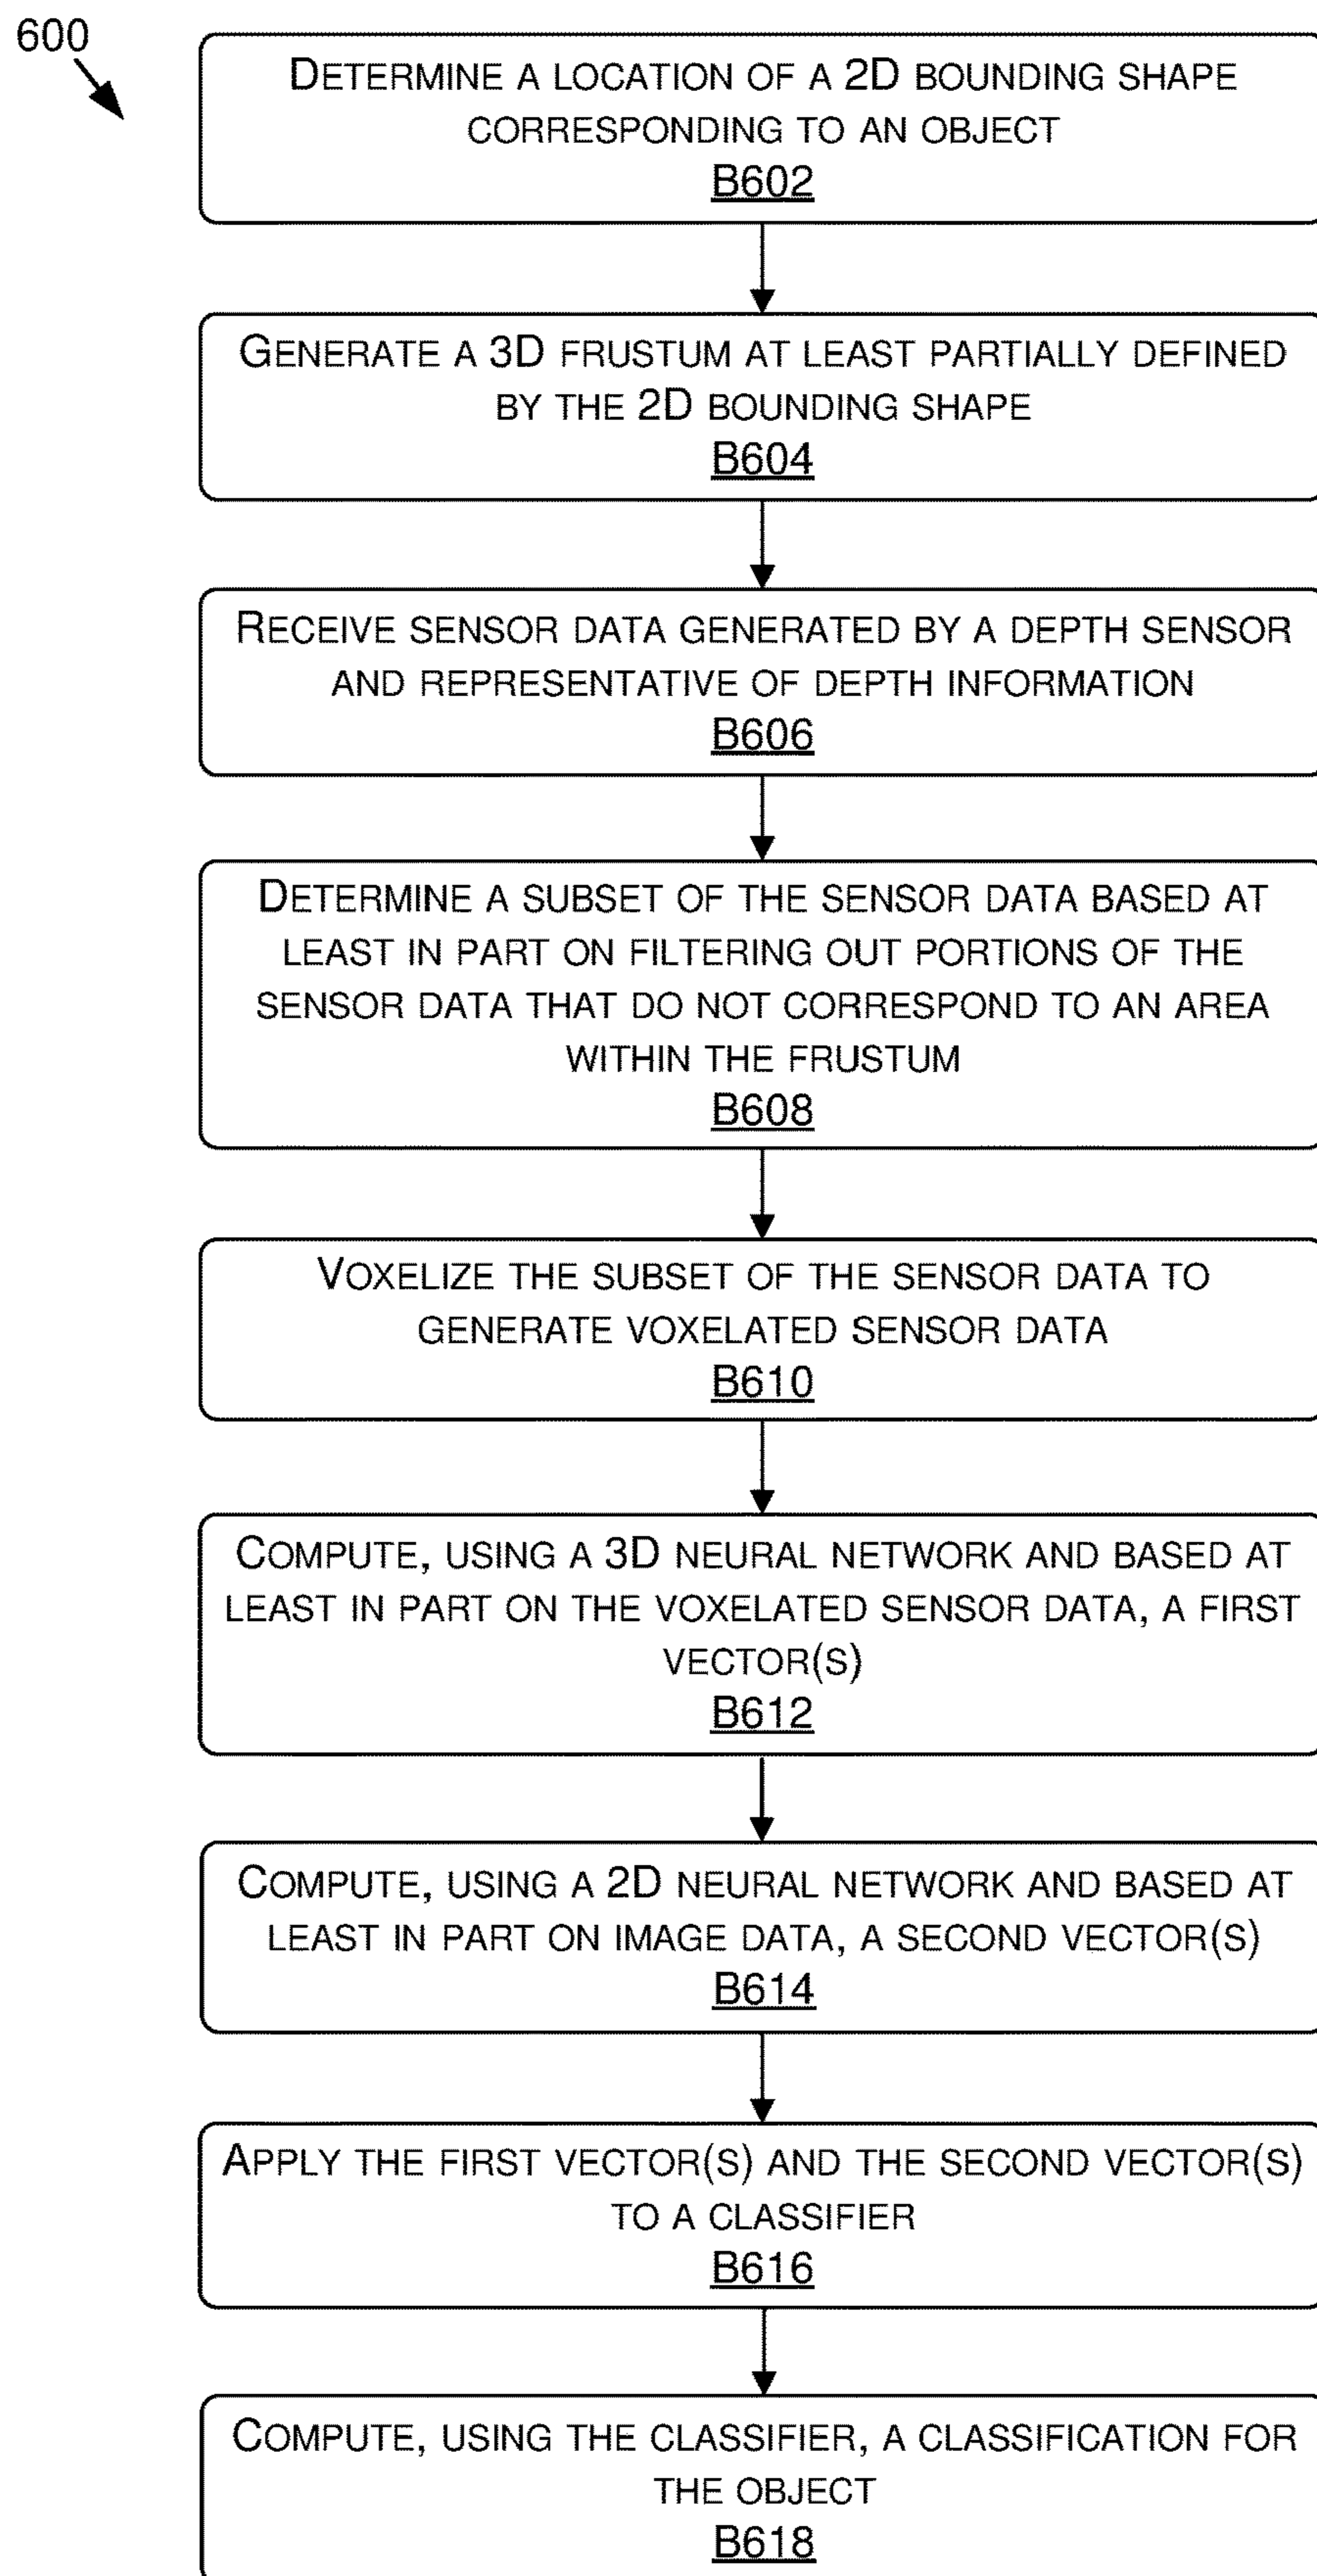 600
DETERMINE A LOCATION OF A 2D BOUNDING SHAPE
CORRESPONDING TO AN OBJECT
B602
GENERATE A 3D FRUSTUM AT LEAST PARTIALLY DEFINED
BY THE 2D BOUNDING SHAPE
B604
RECEIVE SENSOR DATA GENERATED BY A DEPTH SENSOR
AND REPRESENTATIVE OF DEPTH INFORMATION
B606
DETERMINE A SUBSET OF THE SENSOR DATA BASED AT
LEAST IN PART ON FILTERING OUT PORTIONS OF THE
SENSOR DATA THAT DO NOT CORRESPOND TO AN AREA
WITHIN THE FRUSTUM
B608
VOXELIZE THE SUBSET OF THE SENSOR DATA TO
GENERATE VOXELATED SENSOR DATA
B610
COMPUTE, USING A 3D NEURAL NETWORK AND BASED AT
LEAST IN PART ON THE VOXELATED SENSOR DATA, A FIRST
VECTOR(S)
B612
COMPUTE, USING A 2D NEURAL NETWORK AND BASED AT
LEAST IN PART ON IMAGE DATA, A SECOND VECTOR(S)
B614
APPLY THE FIRST VECTOR(S) AND THE SECOND VECTOR(S)
TO A CLASSIFIER
B616
COMPUTE, USING THE CLASSIFIER, A CLASSIFICATION FOR
THE OBJECT
B618